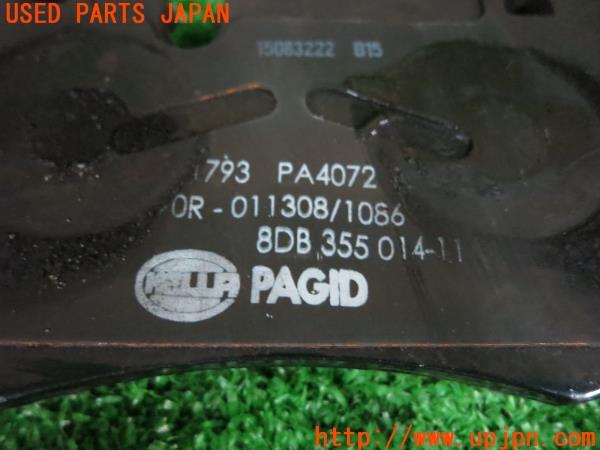 USED PARTS JAPAN
15083222 B15
1793 PA4072
OR - 011308/1086
8DB 355 014-11
HELLA PAGID
http://www.upjpn.com